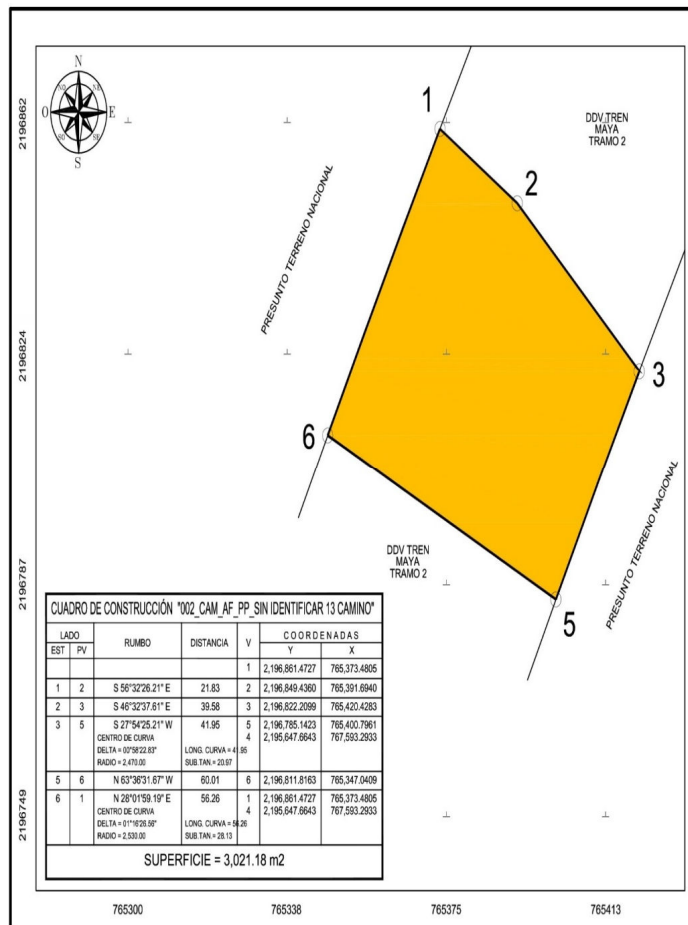 N
NO NE
O E
SO SE
S
2196862
2196824
2196787
2196749
1
2
3
5
6
DDV TREN
MAYA
TRAMO 2
PRESUNTO TERRENO NACIONAL
PRESUNTO TERRENO NACIONAL
DDV TREN
MAYA
TRAMO 2
CUADRO DE CONSTRUCCIÓN "002_CAM_AF_PP_SIN IDENTIFICAR 13 CAMINO"
LADO RUMBO DISTANCIA V COORDENADAS
EST PV Y X
1 2,196,861.4727 765,373.4805
1 2 S 56°32'26.21" E 21.83 2 2,196,849.4360 765,391.6940
2 3 S 46°32'37.61" E 39.58 3 2,196,822.2099 765,420.4283
3 5 S 27°54'25.21" W 41.95 5 2,196,785.1423 765,400.7961
CENTRO DE CURVA 4 2,195,647.6643 767,593.2933
DELTA = 00°58'22.83" LONG. CURVA = 41.95
RADIO = 2,470.00 SUB.TAN.= 20.97
5 6 N 63°36'31.67" W 60.01 6 2,196,811.8163 765,347.0409
6 1 N 28°01'59.19" E 56.26 1 2,196,861.4727 765,373.4805
CENTRO DE CURVA 4 2,195,647.6643 767,593.2933
DELTA = 01°16'26.56" LONG. CURVA = 56.26
RADIO = 2,530.00 SUB.TAN.= 28.13
SUPERFICIE = 3,021.18 m2
765300 765338 765375 765413